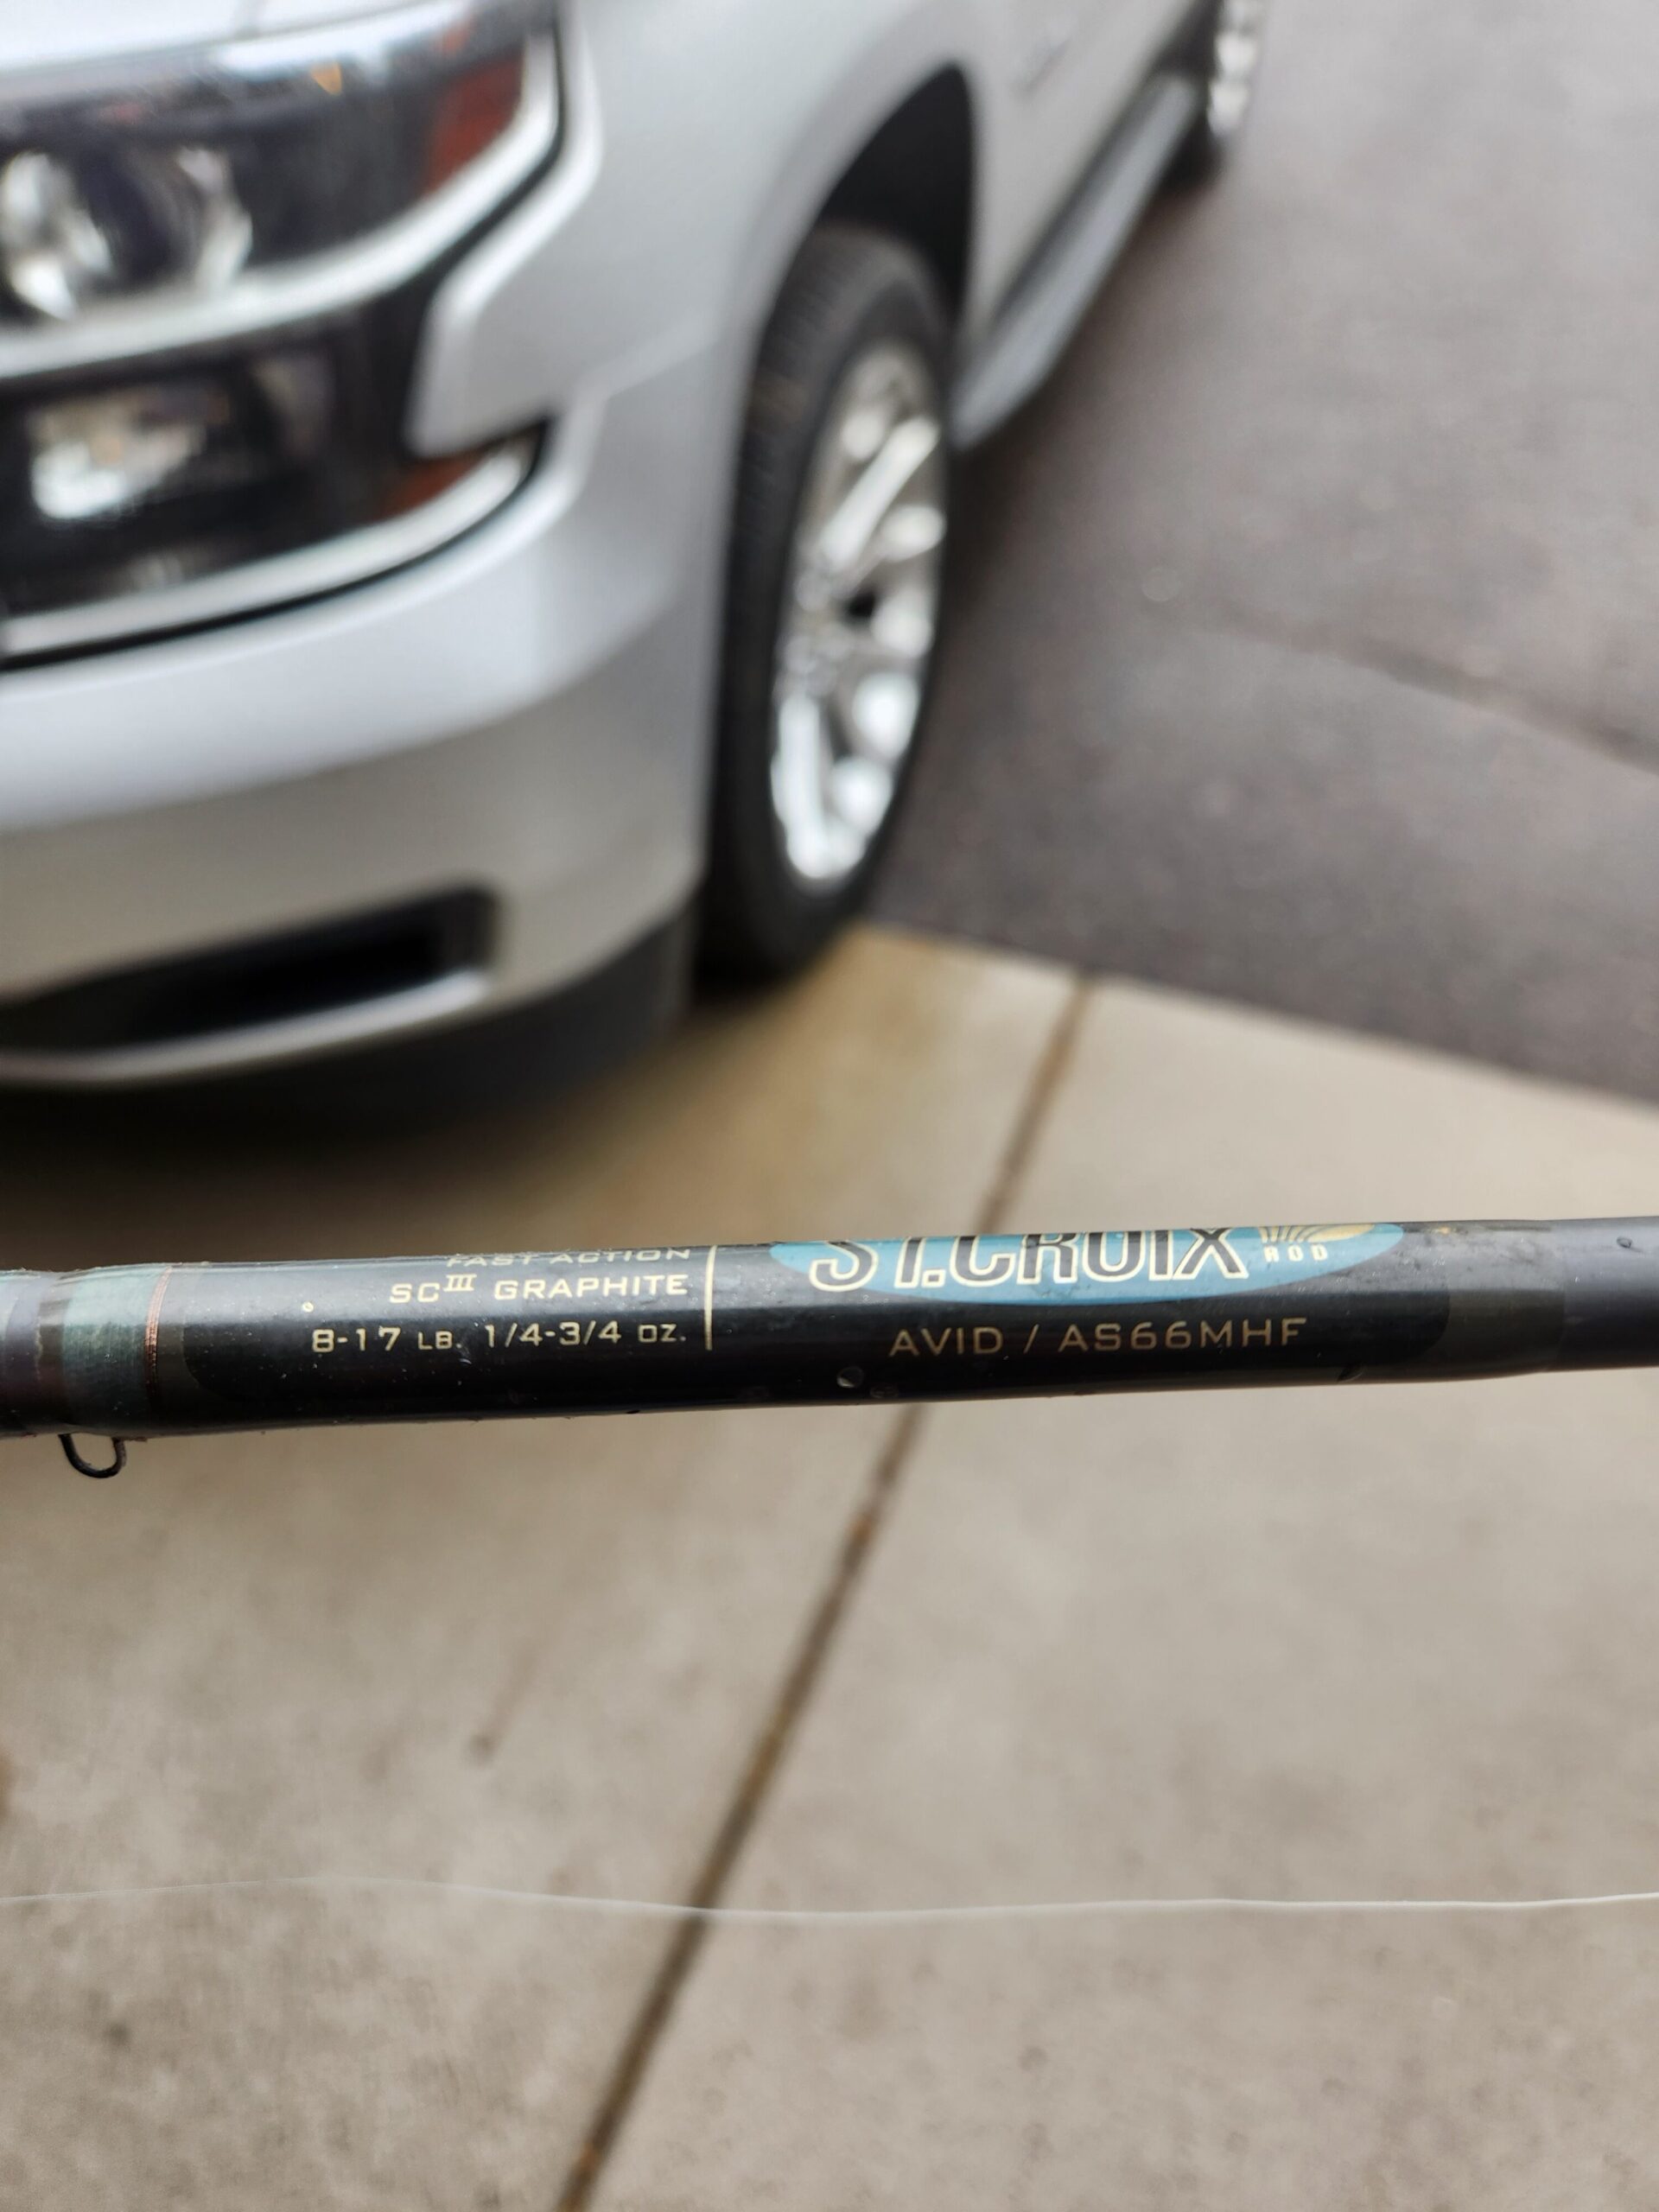 FAST ACTION
SCIII GRAPHITE
8-17 LB. 1/4-3/4 OZ.
ST.CROIX
ROD
AVID / AS66MHF